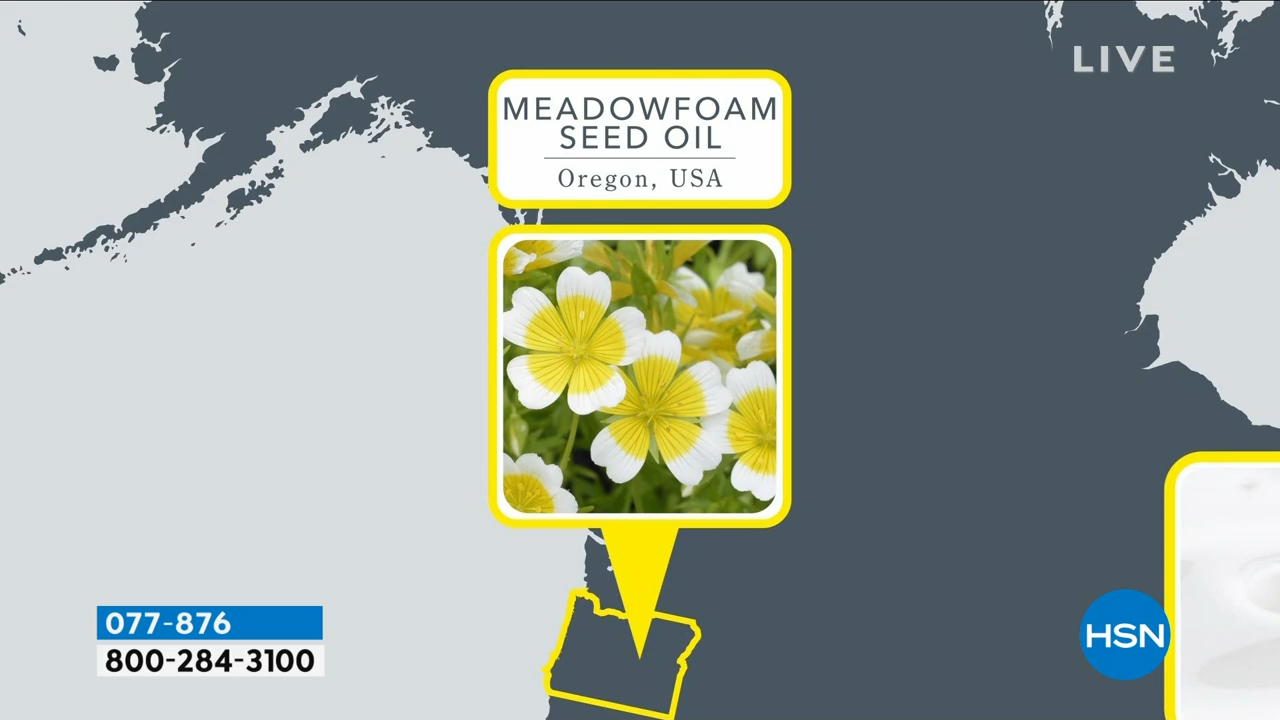 LIVE
MEADOWFOAM
SEED OIL
Oregon, USA
077-876
800-284-3100
HSN